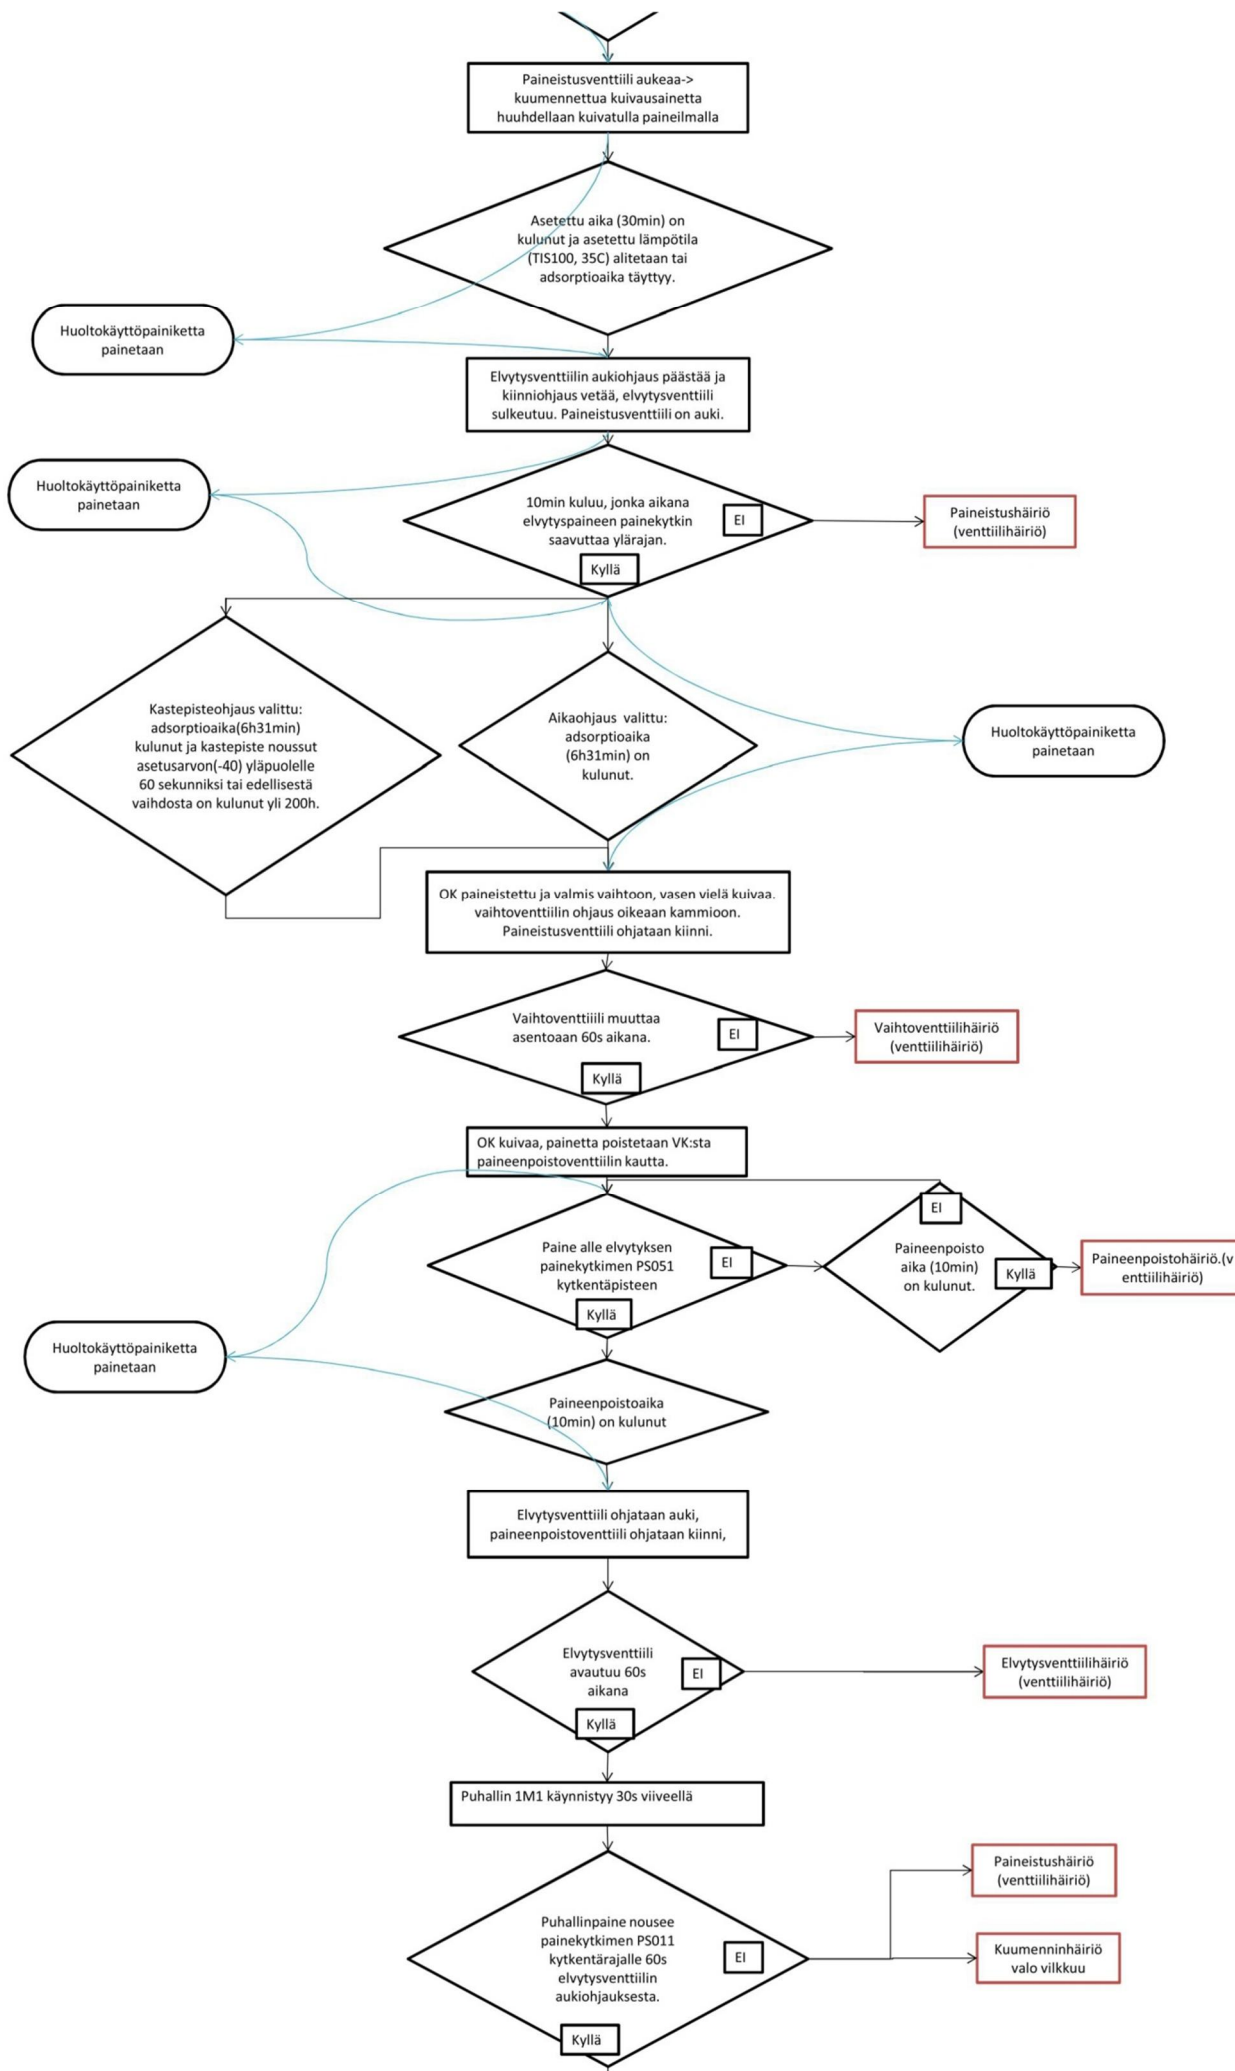 Paineistusventtiili aukeaa->
kuumennettua kuivausainetta
huuhdellaan kuivatulla paineilmalla
Asetettu aika (30min) on
kulunut ja asetettu lämpötila
(TIS100, 35C) alitetaan tai
adsorptioaika täyttyy.
Huoltokäyttöpainiketta
painetaan
Elvytysventtiilin aukiohjaus päästää ja
kiinniohjaus vetää, elvytysventtiili
sulkeutuu. Paineistusventtiili on auki.
Huoltokäyttöpainiketta
painetaan
10min kuluu, jonka aikana
elvytyspaineen painekytkin
saavuttaa ylärajan.
EI
Kyllä
Paineistushäiriö
(venttiilihäiriö)
Kastepisteohjaus valittu:
adsorptioaika(6h31min)
kulunut ja kastepiste noussut
asetusarvon(-40) yläpuolelle
60 sekunniksi tai edellisestä
vaihdosta on kulunut yli 200h.
Aikaohjaus valittu:
adsorptioaika
(6h31min) on
kulunut.
Huoltokäyttöpainiketta
painetaan
OK paineistettu ja valmis vaihtoon, vasen vielä kuivaa.
vaihtoventtiilin ohjaus oikeaan kammioon.
Paineistusventtiili ohjataan kiinni.
Vaihtoventtiiili muuttaa
asentoaan 60s aikana.
EI
Kyllä
Vaihtoventtiilihäiriö
(venttiilihäiriö)
OK kuivaa, painetta poistetaan VK:sta
paineenpoistoventtiilin kautta.
Paine alle elvytyksen
painekytkimen PS051
kytkentäpisteen
EI
Kyllä
EI
Paineenpoisto
aika (10min)
on kulunut.
Kyllä
Paineenpoistohäiriö.(v
enttiilihäiriö)
Huoltokäyttöpainiketta
painetaan
Paineenpoistoaika
(10min) on kulunut
Elvytysventtiili ohjataan auki,
paineenpoistoventtiili ohjataan kiinni,
Elvytysventtiili
avautuu 60s
aikana
EI
Kyllä
Elvytysventtiilihäiriö
(venttiilihäiriö)
Puhallin 1M1 käynnistyy 30s viiveellä
Puhallinpaine nousee
painekytkimen PS011
kytkentärajalle 60s
elvytysventtiilin
aukiohjauksesta.
EI
Kyllä
Paineistushäiriö
(venttiilihäiriö)
Kuumenninhäiriö
valo vilkkuu